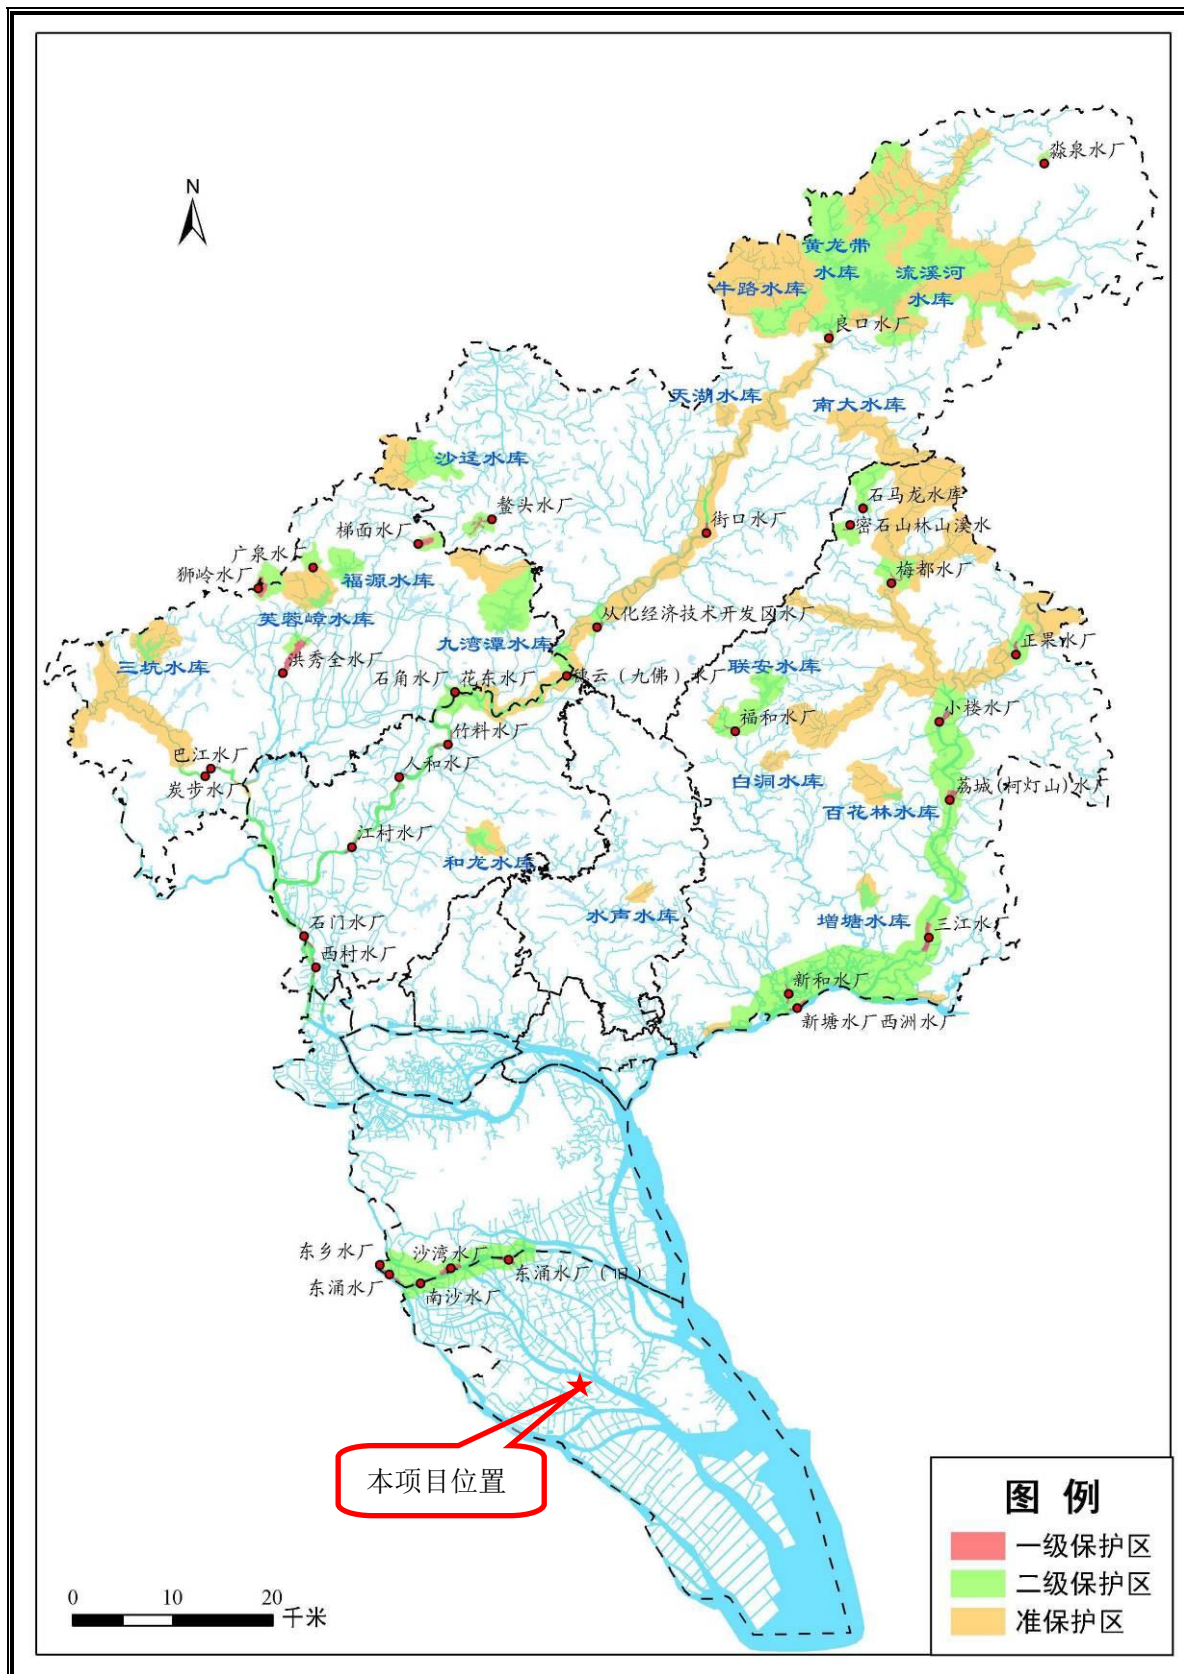 淼泉水厂
N
黄龙带
水库
流溪河
水库
牛路水库
良口水厂
天湖水库
南大水库
沙迳水库
石马龙水库
鳌头水厂
密石山林山溪水
街口水厂
梯面水厂
广泉水厂
狮岭水厂
福源水库
梅都水厂
芙蓉嶂水库
从化经济技术开发区水厂
九湾潭水库
正果水厂
三坑水库
洪秀全水厂
联安水库
石角水厂
花东水厂
穗云（九佛）水厂
小楼水厂
福和水厂
竹料水厂
巴江水厂
人和水厂
白洞水库
炭步水厂
荔城(柯灯山)水厂
百花林水库
江村水厂
和龙水库
水声水库
增塘水库
三江水厂
石门水厂
西村水厂
新和水厂
新塘水厂西洲水厂
东乡水厂
沙湾水厂
东涌水厂（旧）
东涌水厂
南沙水厂
本项目位置
图 例
一级保护区
二级保护区
准保护区
0 10 20
千米